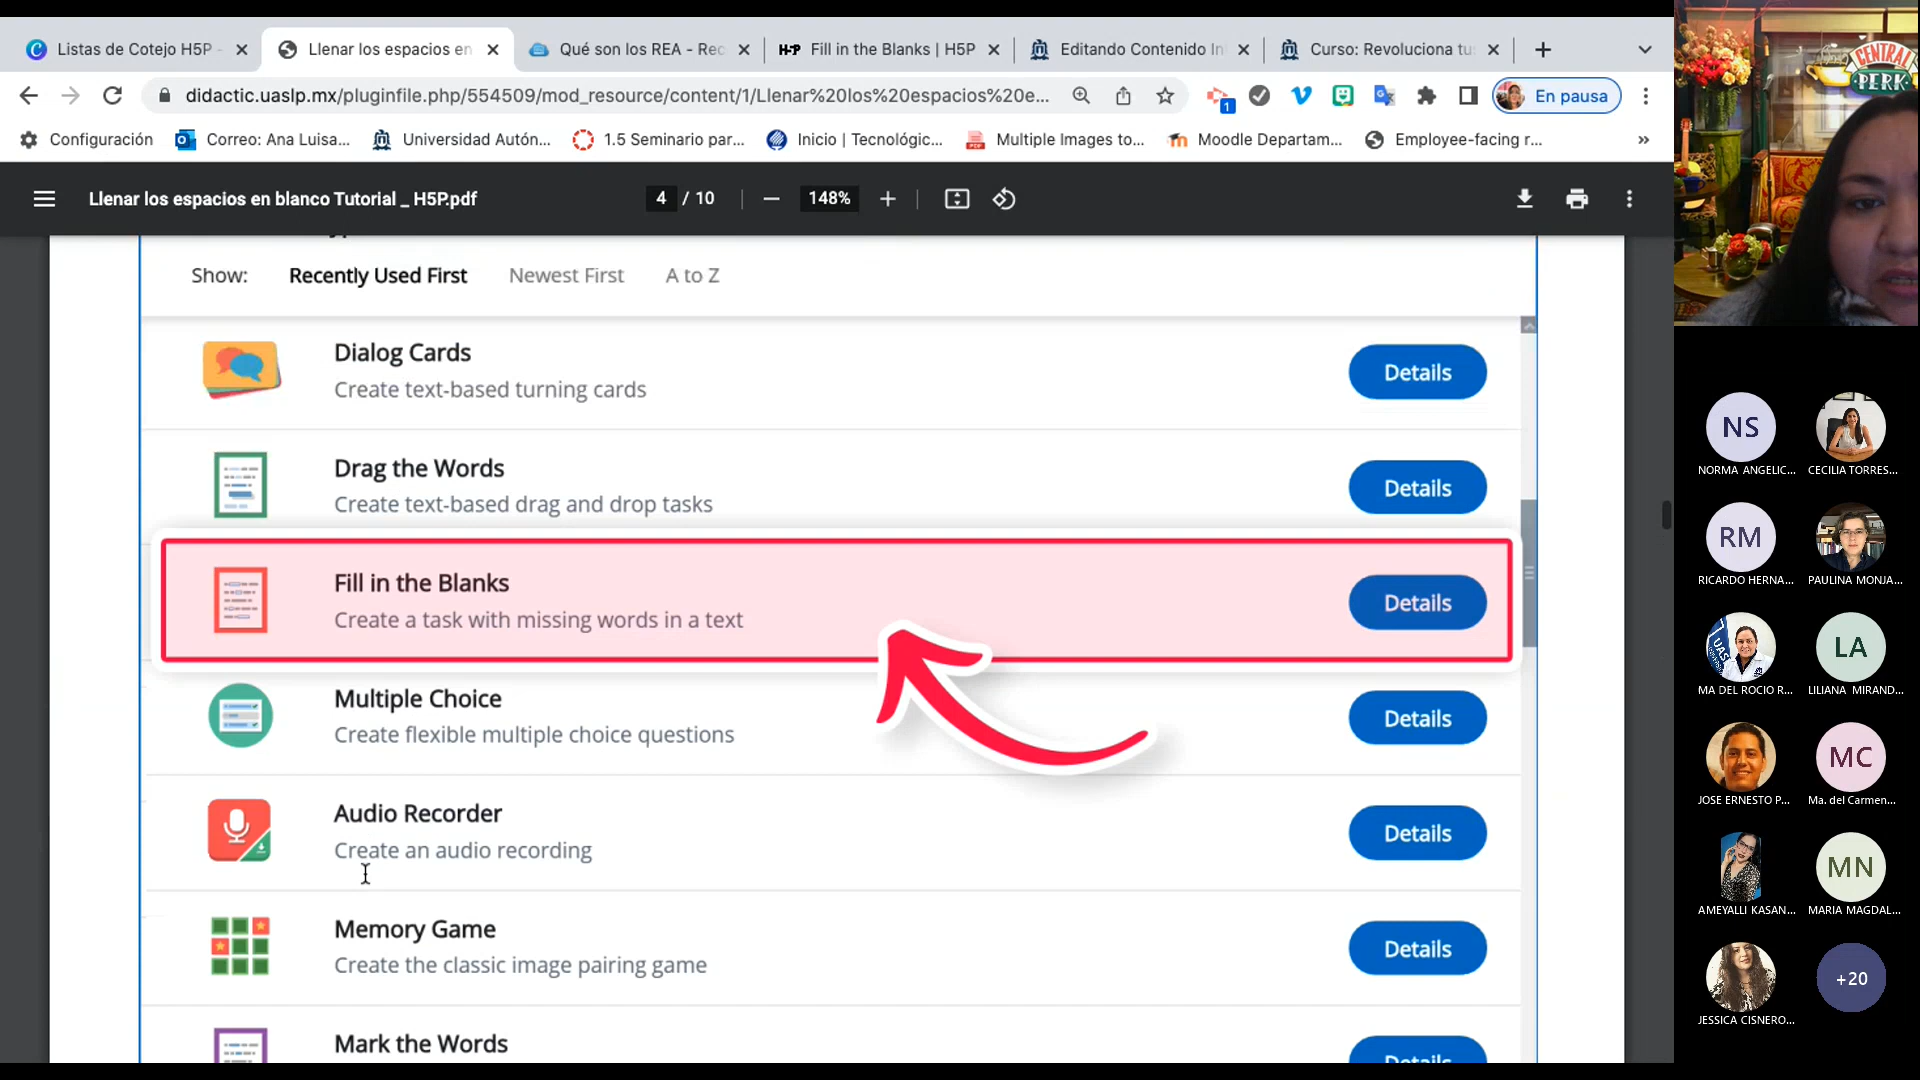 Listas de Cotejo H5P -
Llenar los espacios en
Qué son los REA - Rec
H5P Fill in the Blanks | H5P
Editando Contenido In
Curso: Revoluciona tu
didactic.uaslp.mx/pluginfile.php/554509/mod_resource/content/1/Llenar%20los%20espacios%20e...
1
En pausa
Configuración
Correo: Ana Luisa...
Universidad Autón...
1.5 Seminario par...
Inicio | Tecnológic...
Multiple Images to...
Moodle Departam...
Employee-facing r...
»
Llenar los espacios en blanco Tutorial _ H5P.pdf
4 / 10
148%
Show: Recently Used First Newest First A to Z
Dialog Cards
Create text-based turning cards
Details
Drag the Words
Create text-based drag and drop tasks
Details
Fill in the Blanks
Create a task with missing words in a text
Details
Multiple Choice
Create flexible multiple choice questions
Details
Audio Recorder
Create an audio recording
Details
Memory Game
Create the classic image pairing game
Details
Mark the Words
Details
CENTRAL
PERK
NS
NORMA ANGELIC...
CECILIA TORRES...
RM
RICARDO HERNA...
PAULINA MONJA...
MA DEL ROCIO R...
LA
LILIANA MIRAND...
JOSE ERNESTO P...
MC
Ma. del Carmen...
AMEYALLI KASAN...
MN
MARIA MAGDAL...
JESSICA CISNERO...
+20